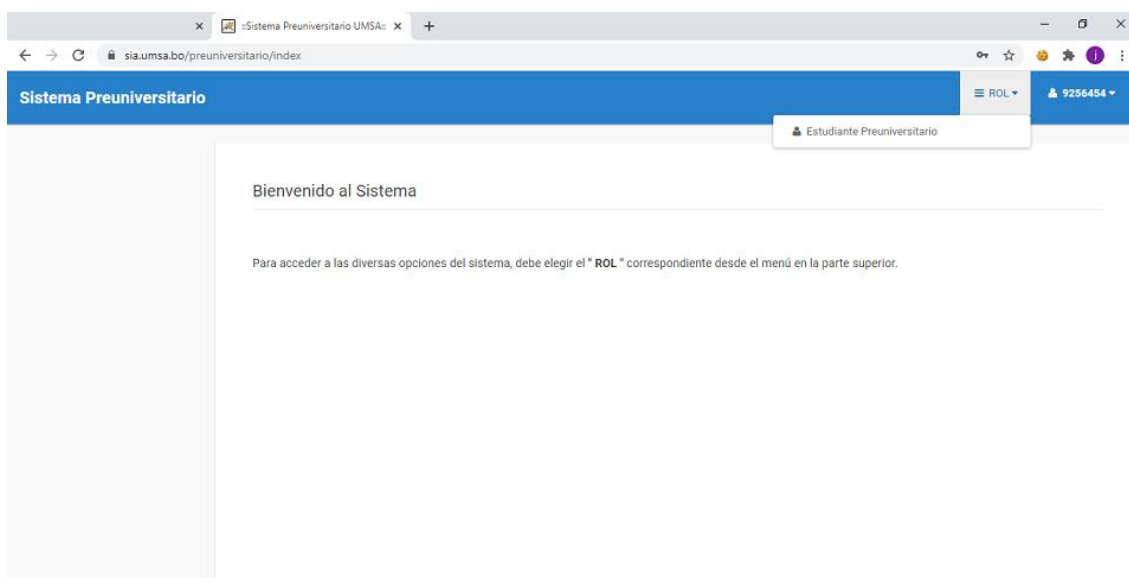 ::Sistema Preuniversitario UMSA::
sia.umsa.bo/preuniversitario/index
Sistema Preuniversitario
ROL
9256454
Estudiante Preuniversitario
Bienvenido al Sistema
Para acceder a las diversas opciones del sistema, debe elegir el " ROL " correspondiente desde el menú en la parte superior.